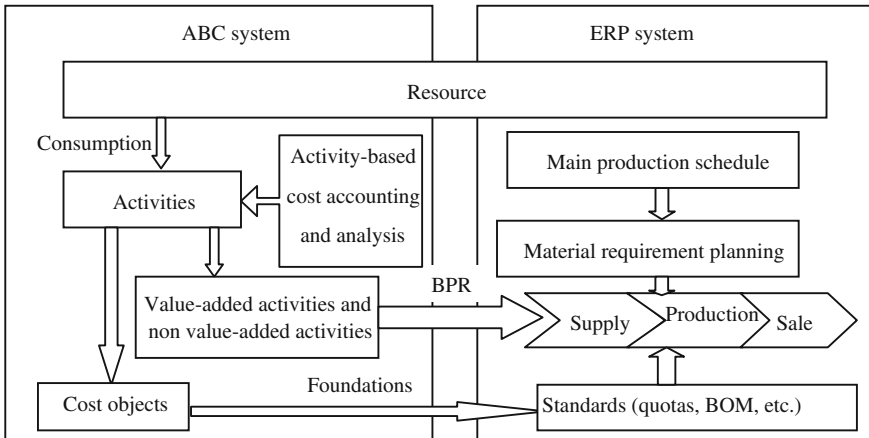 ABC system
ERP system
Resource
Consumption
Activity-based
cost accounting
and analysis
Main production schedule
Activities
Material requirement planning
BPR
Value-added activities and
non value-added activities
Supply
Production
Sale
Foundations
Cost objects
Standards (quotas, BOM, etc.)